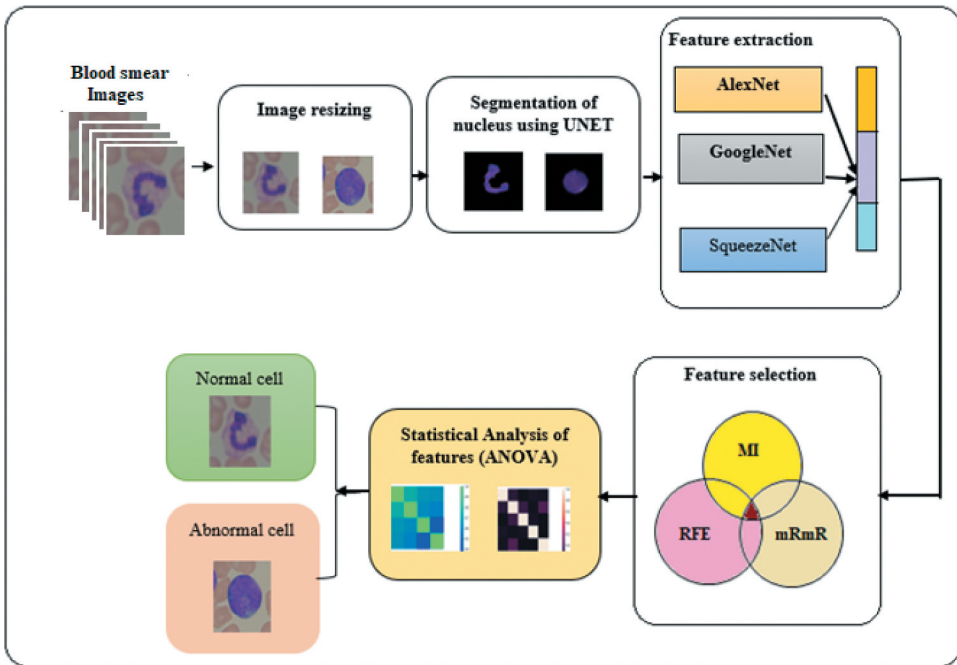 Blood smear
Images
Image resizing
Segmentation of
nucleus using UNET
Feature extraction
AlexNet
GoogleNet
SqueezeNet
Feature selection
MI
RFE
mRmR
Statistical Analysis of
features (ANOVA)
Normal cell
Abnormal cell